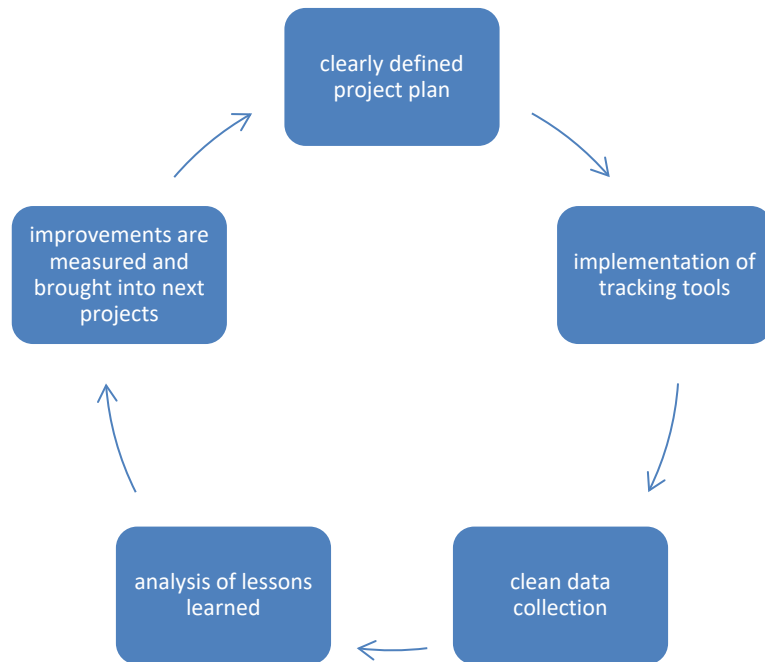 clearly defined
project plan
implementation of
tracking tools
clean data
collection
analysis of lessons
learned
improvements are
measured and
brought into next
projects